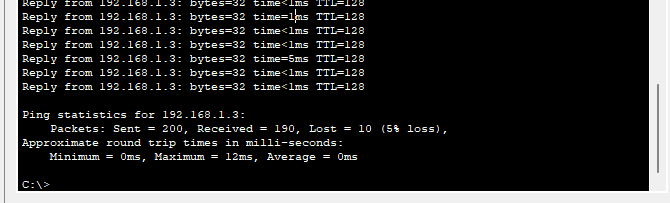 Reply from 192.168.1.3: bytes=32 time<1ms TTL=128
Reply from 192.168.1.3: bytes=32 time=1ms TTL=128
Reply from 192.168.1.3: bytes=32 time<1ms TTL=128
Reply from 192.168.1.3: bytes=32 time<1ms TTL=128
Reply from 192.168.1.3: bytes=32 time=5ms TTL=128
Reply from 192.168.1.3: bytes=32 time<1ms TTL=128
Reply from 192.168.1.3: bytes=32 time<1ms TTL=128
Ping statistics for 192.168.1.3:
Packets: Sent = 200, Received = 190, Lost = 10 (5% loss),
Approximate round trip times in milli-seconds:
Minimum = 0ms, Maximum = 12ms, Average = 0ms
C:\>